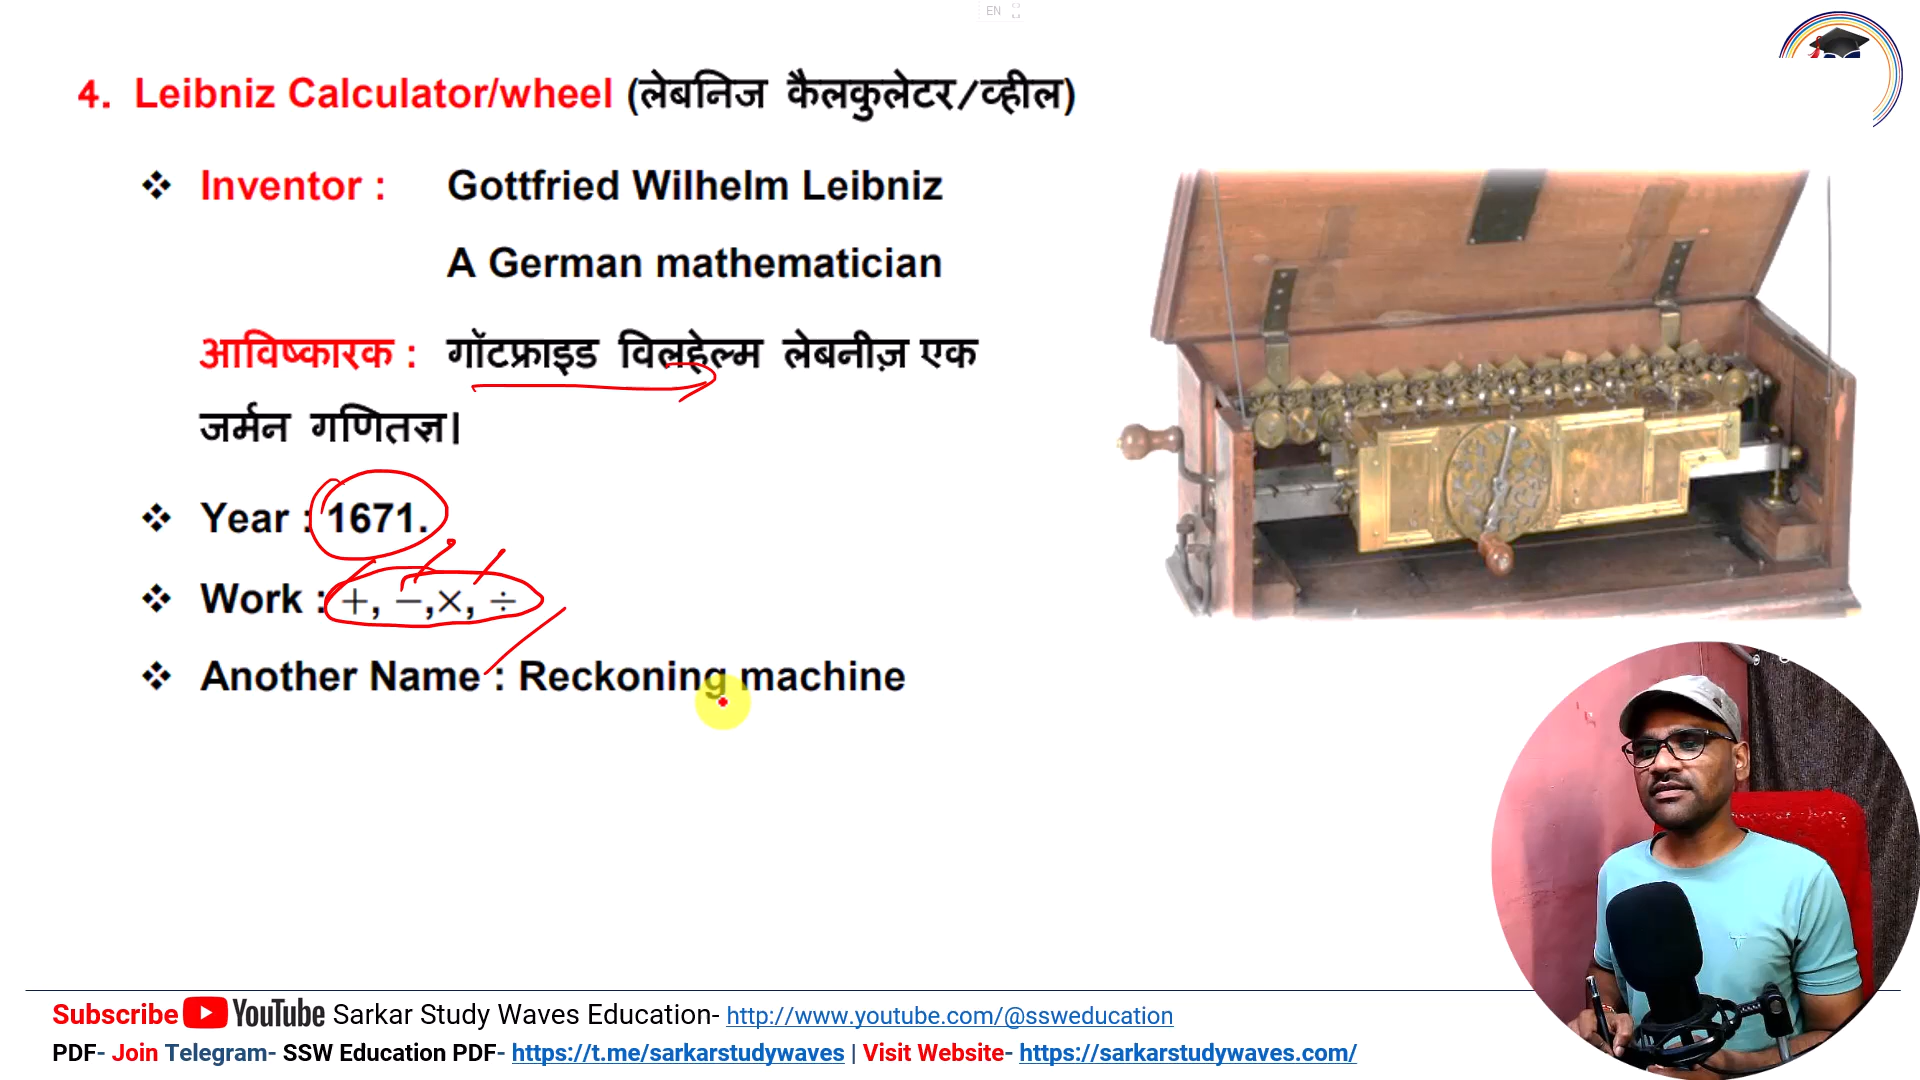 EN
4. Leibniz Calculator/wheel (लेबनिज कैलकुलेटर/व्हील)
❖ Inventor : Gottfried Wilhelm Leibniz
A German mathematician
आविष्कारक : गॉटफ्राइड विलहेल्म लेबनीज़ एक
जर्मन गणितज्ञ।
❖ Year : 1671.
❖ Work : +, −,×, ÷
❖ Another Name : Reckoning machine
Subscribe YouTube Sarkar Study Waves Education- http://www.youtube.com/@ssweducation
PDF- Join Telegram- SSW Education PDF- https://t.me/sarkarstudywaves | Visit Website- https://sarkarstudywaves.com/